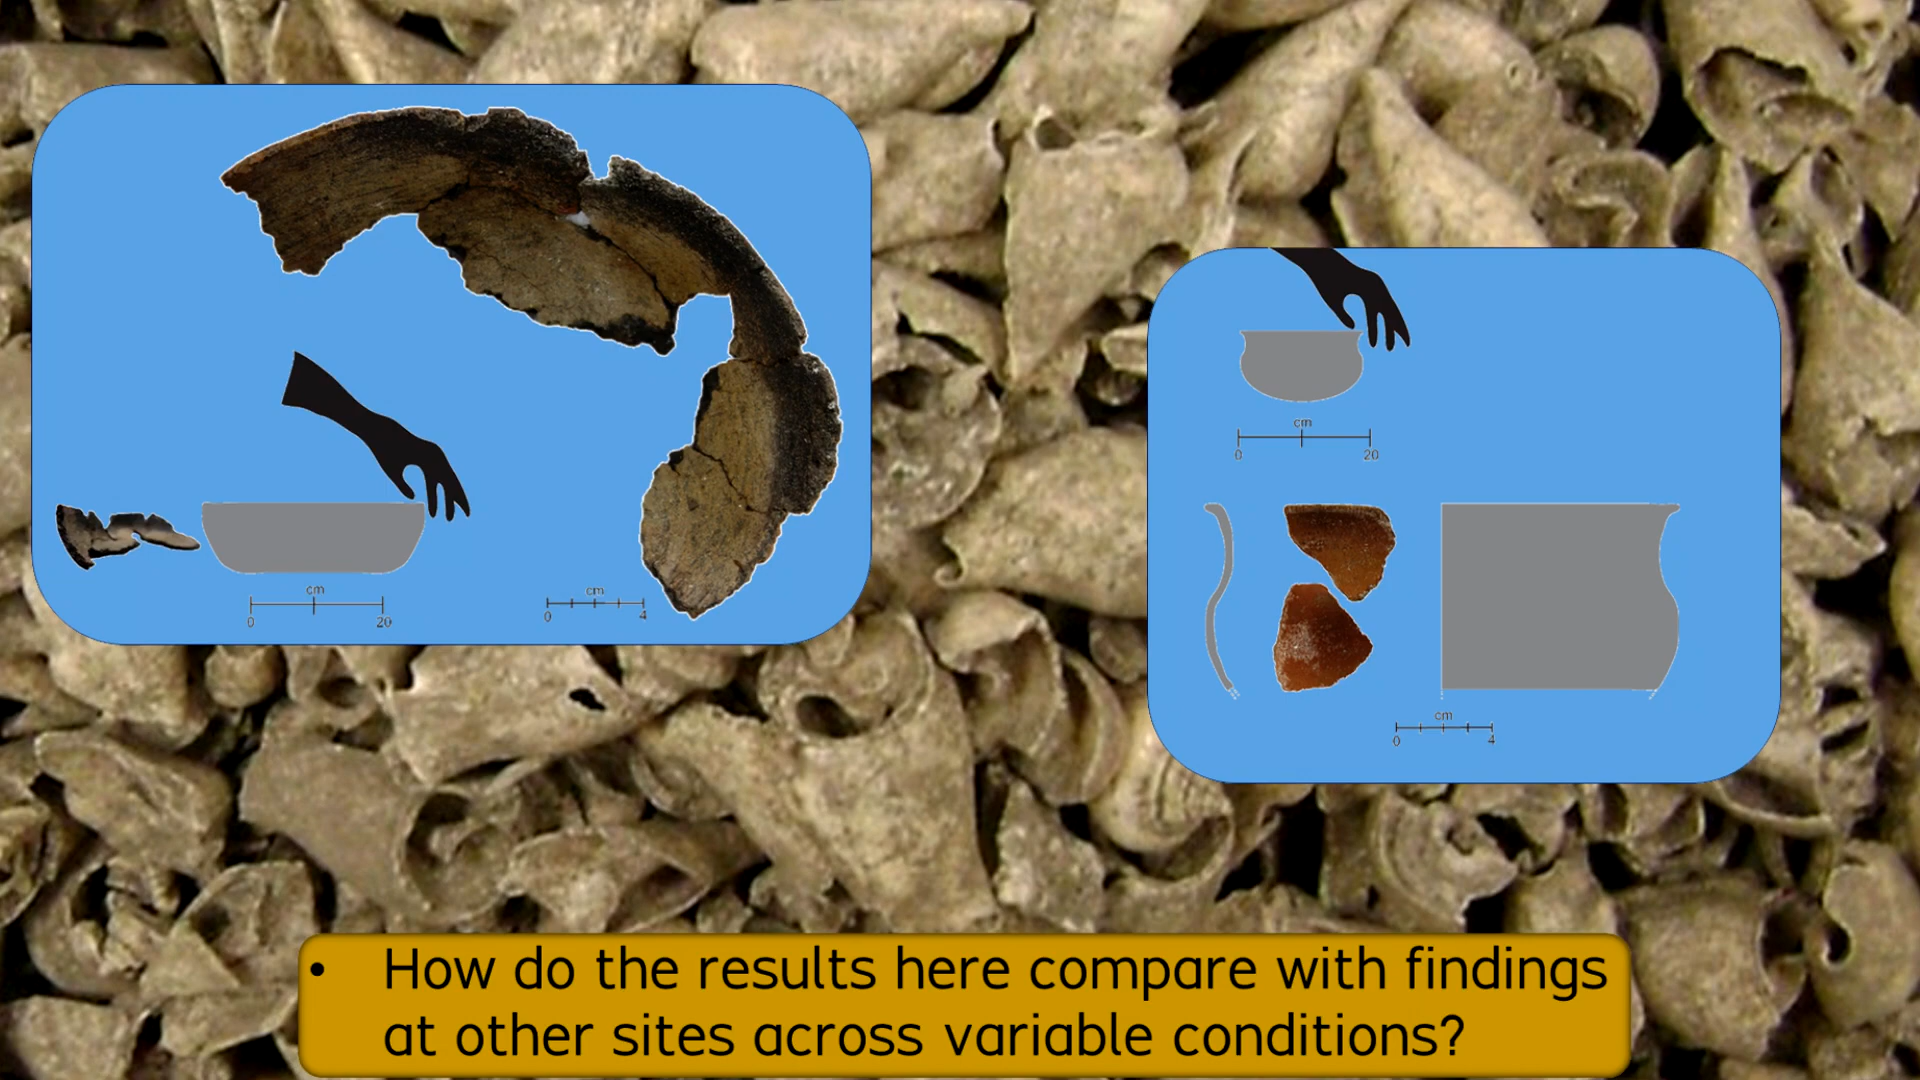 cm
0 20
cm
0 4
cm
0 20
cm
0 4
• How do the results here compare with findings
at other sites across variable conditions?